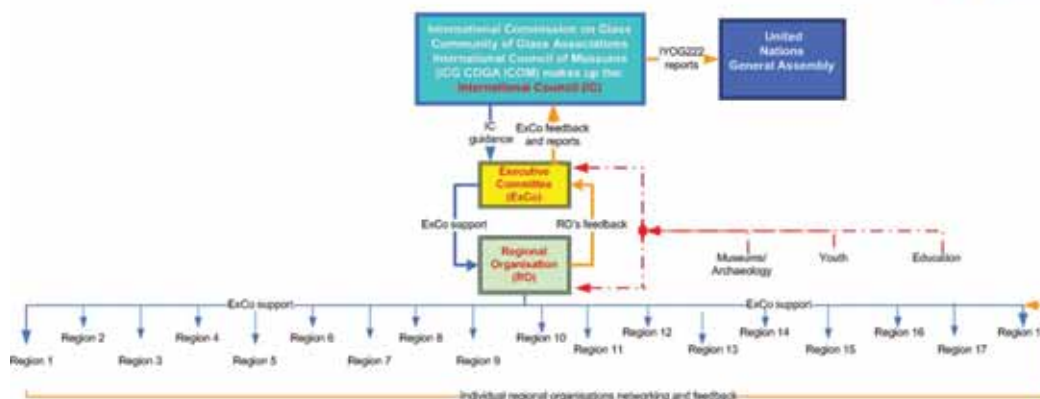 International Commission on Glass
Community of Glass Associations
International Council of Museums
(ICG COGA ICOM) makes up the
International Council (IC)
IYOG222
reports
United
Nations
General Assembly
IC
guidance
ExCo feedback
and reports
Executive
Committee
(ExCo)
ExCo support
RO's feedback
Regional
Organisation
(RO)
Museums/
Archaeology
Youth
Education
ExCo support
ExCo support
Region 1
Region 2
Region 3
Region 4
Region 5
Region 6
Region 7
Region 8
Region 9
Region 10
Region 11
Region 12
Region 13
Region 14
Region 15
Region 16
Region 17
Region 1
Individual regional organisations networking and feedback